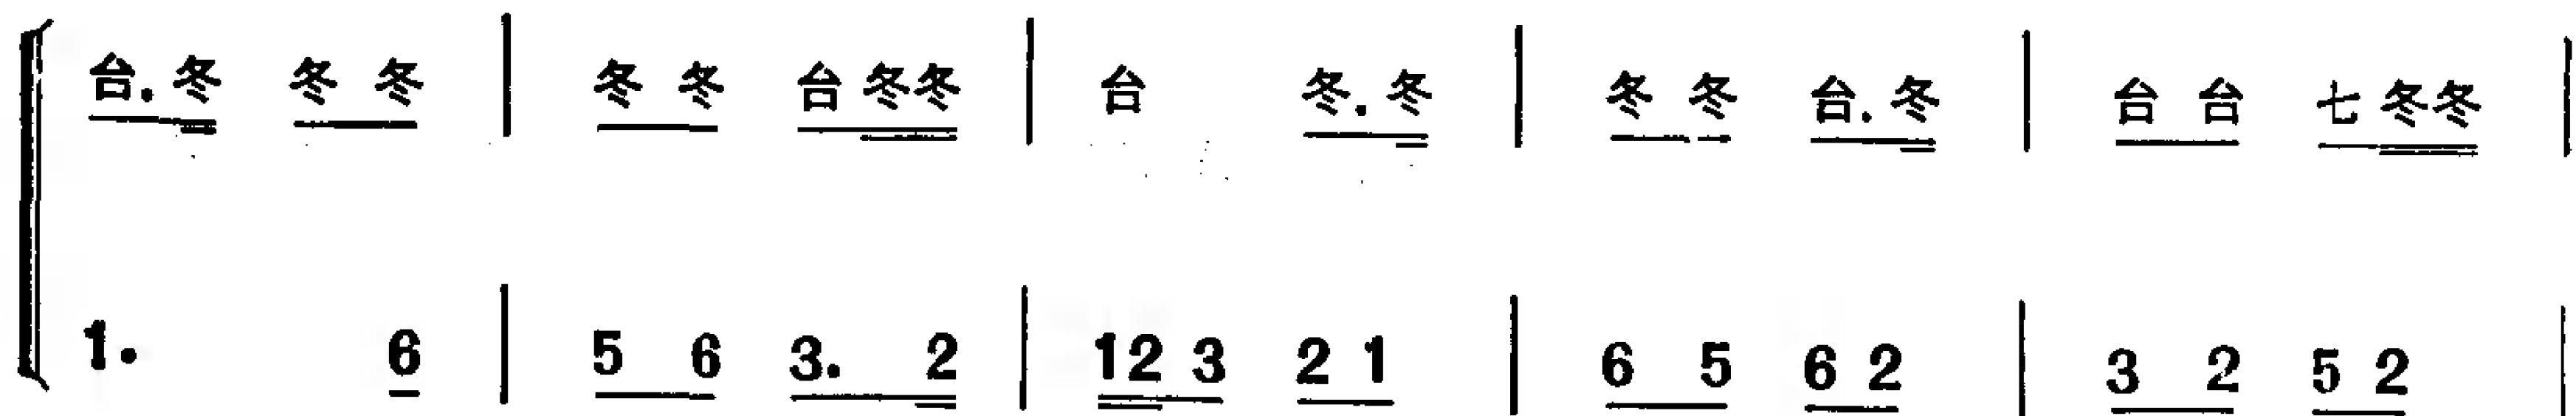 台.冬 冬 冬 | 冬 冬 台 冬冬 | 台 冬.冬 | 冬 冬 台.冬 | 台 台 七 冬冬 |
1. 6 | 5 6 3. 2 | 12 3 2 1 | 6 5 6 2 | 3 2 5 2 |